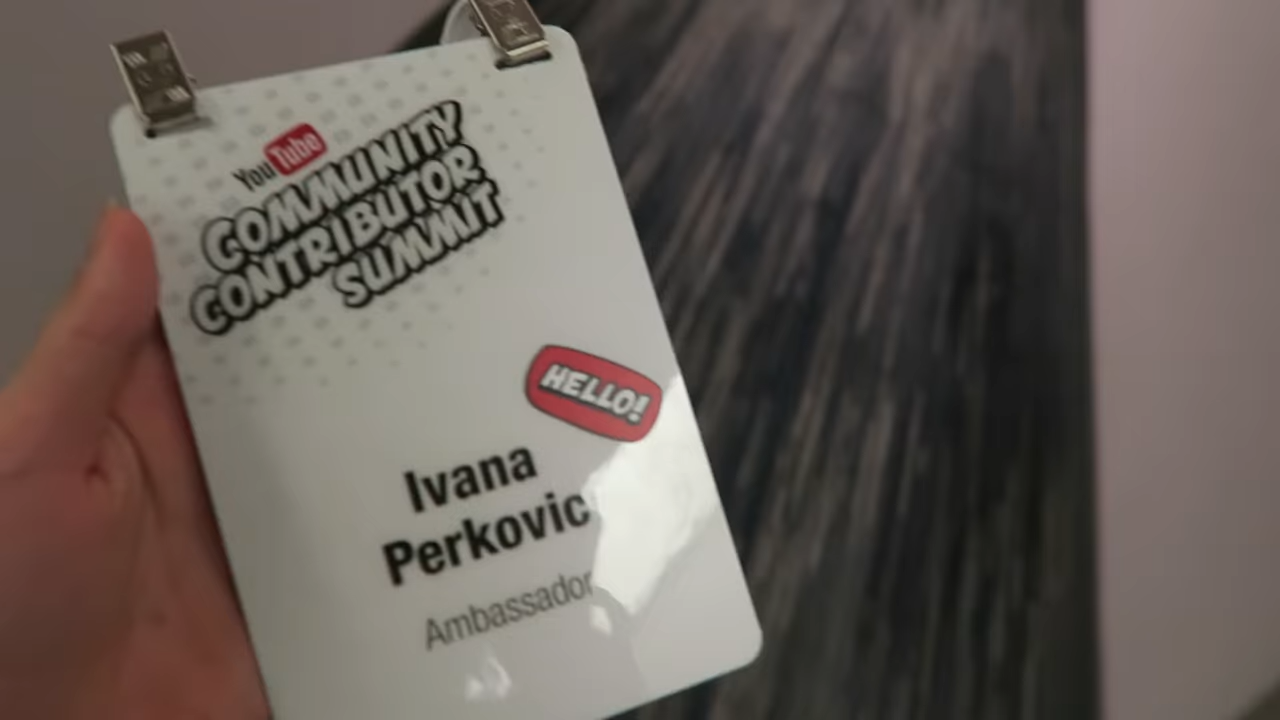 YouTube
COMMUNITY
CONTRIBUTOR
SUMMIT
HELLO!
Ivana
Perkovic
Ambassador